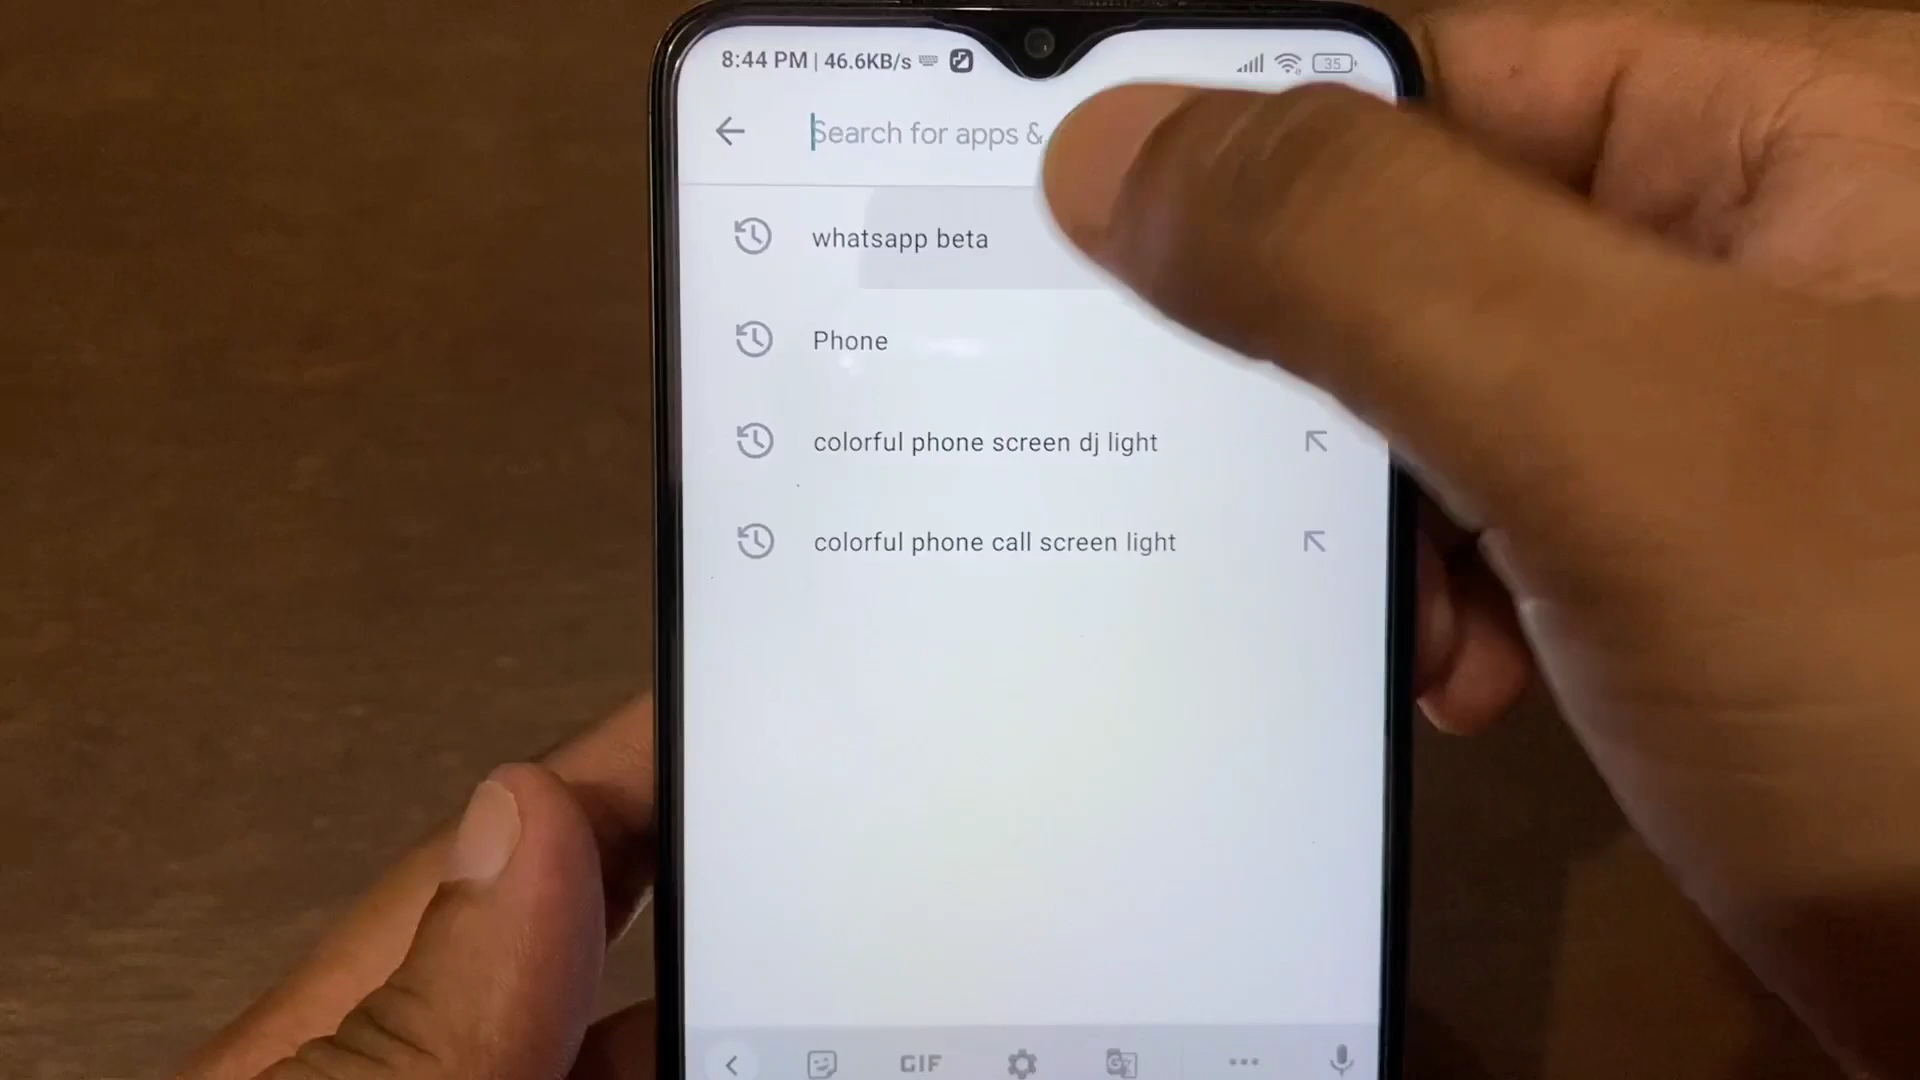 8:44 PM | 46.6KB/s 35
Search for apps &
whatsapp beta
Phone
colorful phone screen dj light
colorful phone call screen light
GIF